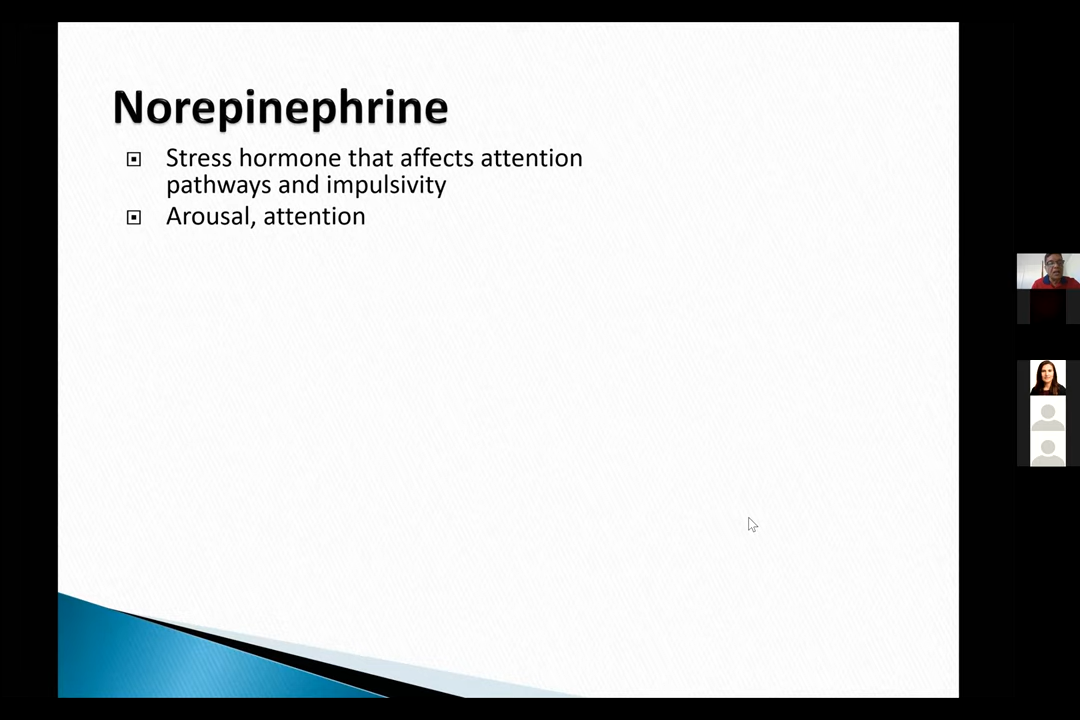 Norepinephrine
Stress hormone that affects attention
pathways and impulsivity
Arousal, attention